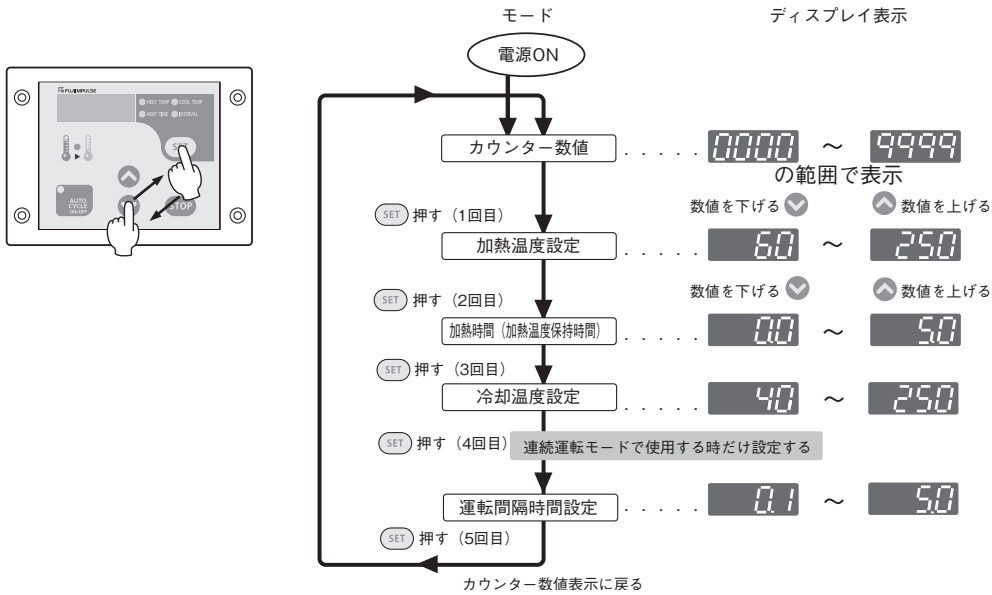 モード
ディスプレイ表示
電源ON
FUJI IMPULSE
HEAT TEMP
COOL TEMP
HEAT TIME
INTERVAL
SET
AUTO
CYCLE
ON/OFF
STOP
カウンター数値 . . . . . 0000 ～ 9999
の範囲で表示
SET 押す（1回目）
数値を下げる 数値を上げる
加熱温度設定 . . . . . 60 ～ 250
SET 押す（2回目）
数値を下げる 数値を上げる
加熱時間（加熱温度保持時間） . . . . . 0.0 ～ 5.0
SET 押す（3回目）
冷却温度設定 . . . . . 40 ～ 250
SET 押す（4回目） 連続運転モードで使用する時だけ設定する
運転間隔時間設定 . . . . . 0.1 ～ 5.0
SET 押す（5回目）
カウンター数値表示に戻る